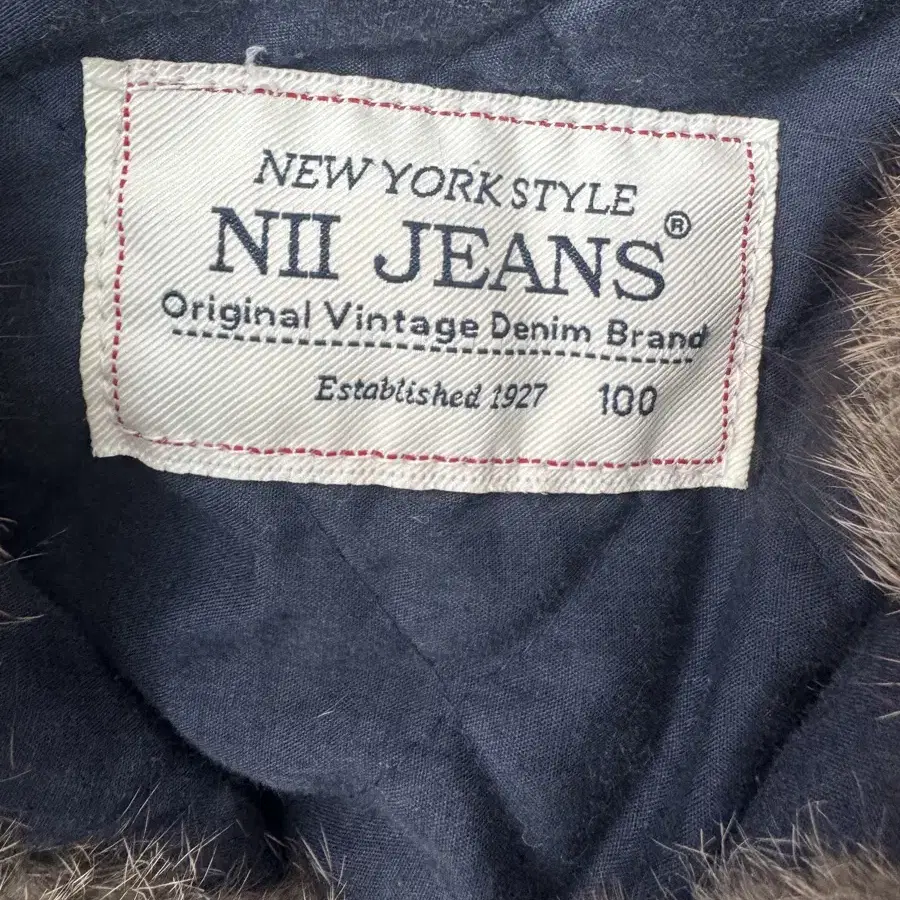 NEW YORK STYLE
NII JEANS®
Original Vintage Denim Brand
Established 1927 100